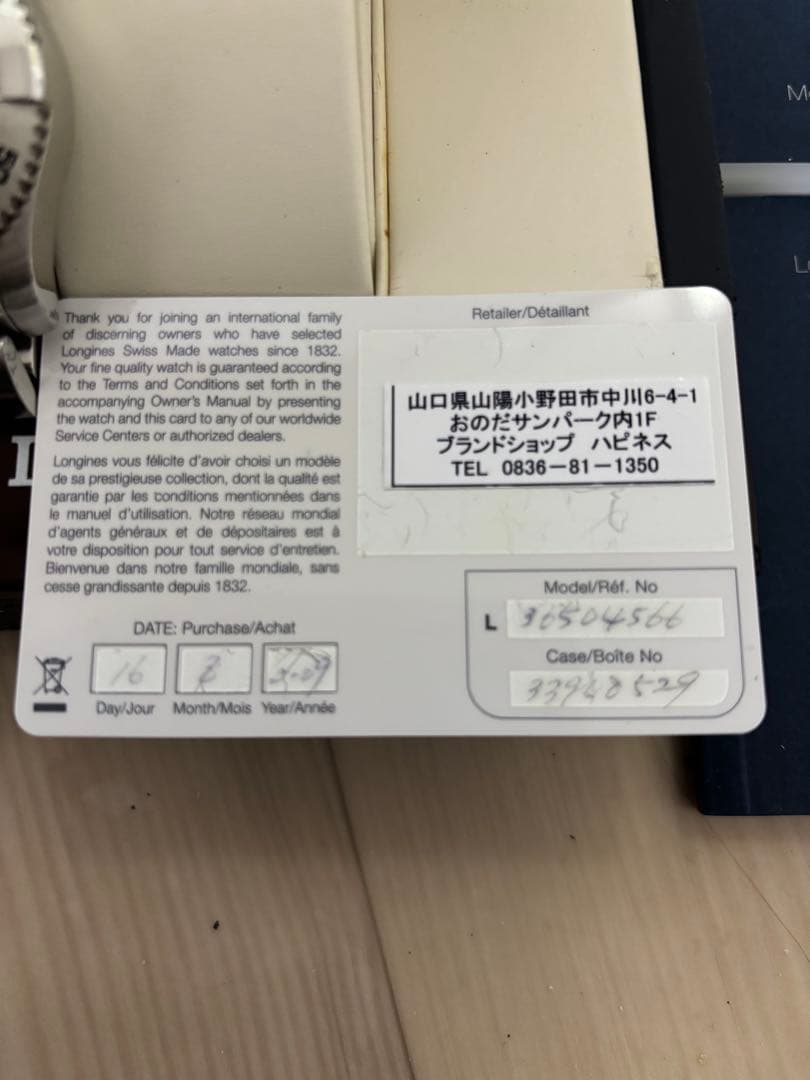 Thank you for joining an international family
of discerning owners who have selected
Longines Swiss Made watches since 1832.
Your fine quality watch is guaranteed according
to the Terms and Conditions set forth in the
accompanying Owner's Manual by presenting
the watch and this card to any of our worldwide
Service Centers or authorized dealers.
Longines vous félicite d'avoir choisi un modèle
de sa prestigieuse collection, dont la qualité est
garantie par les conditions mentionnées dans
le manuel d'utilisation. Notre réseau mondial
d'agents généraux et de dépositaires est à
votre disposition pour tout service d'entretien.
Bienvenue dans notre famille mondiale, sans
cesse grandissante depuis 1832.
DATE: Purchase/Achat
16
Day/Jour Month/Mois Year/Année
Retailer/Détaillant
山口県山陽小野田市中川6-4-1
おのだサンパーク内1F
ブランドショップ ハピネス
TEL 0836-81-1350
Model/Réf. No
L 36504566
Case/Boîte No